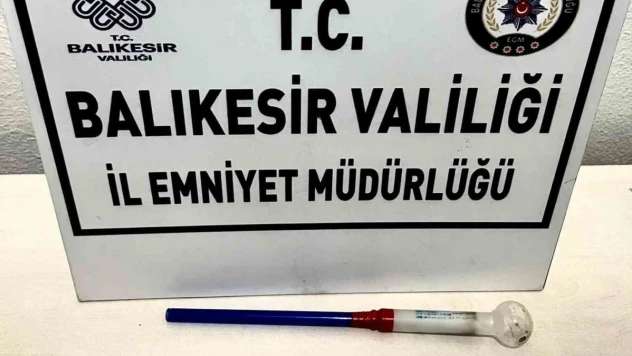 T.C.
BALIKESİR
VALİLİĞİ
T.C.
EGM
BALIKESİR VALİLİĞİ
İL EMNİYET MÜDÜRLÜĞÜ